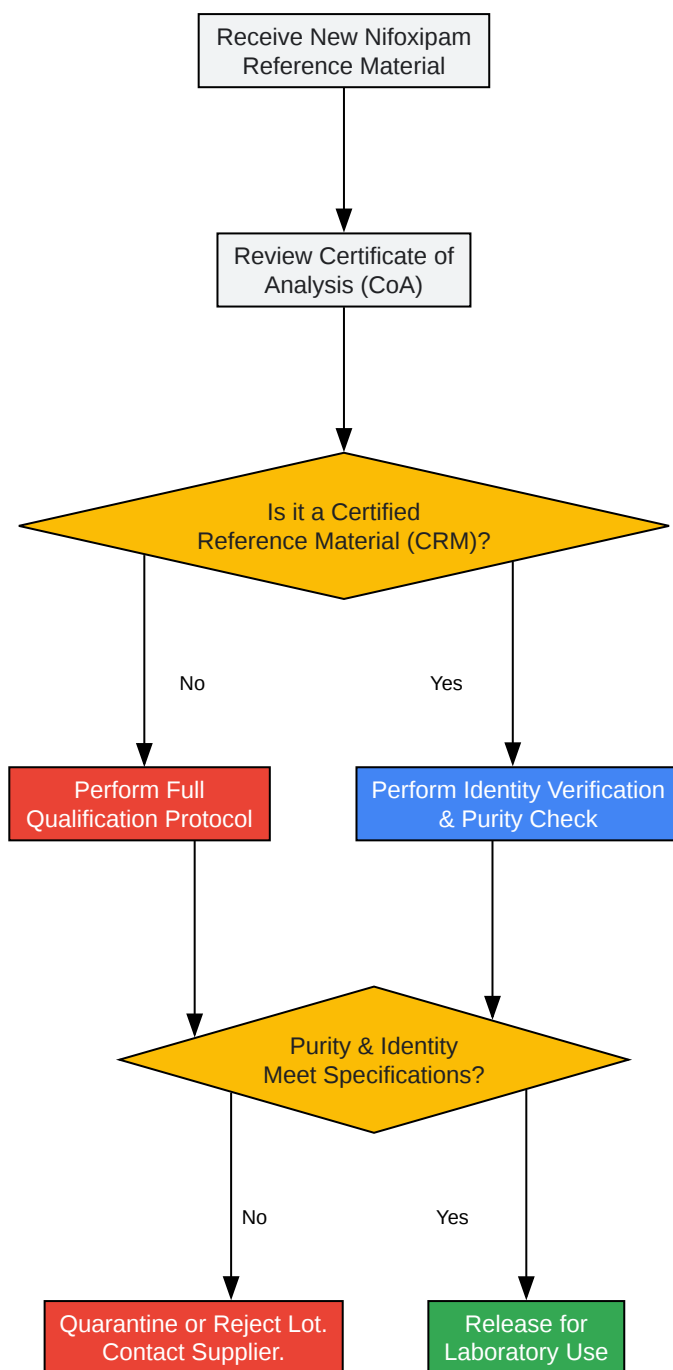 Receive New Nifoxipam
Reference Material
Review Certificate of
Analysis (CoA)
Is it a Certified
Reference Material (CRM)?
No
Yes
Perform Full
Qualification Protocol
Perform Identity Verification
& Purity Check
Purity & Identity
Meet Specifications?
No
Yes
Quarantine or Reject Lot.
Contact Supplier.
Release for
Laboratory Use